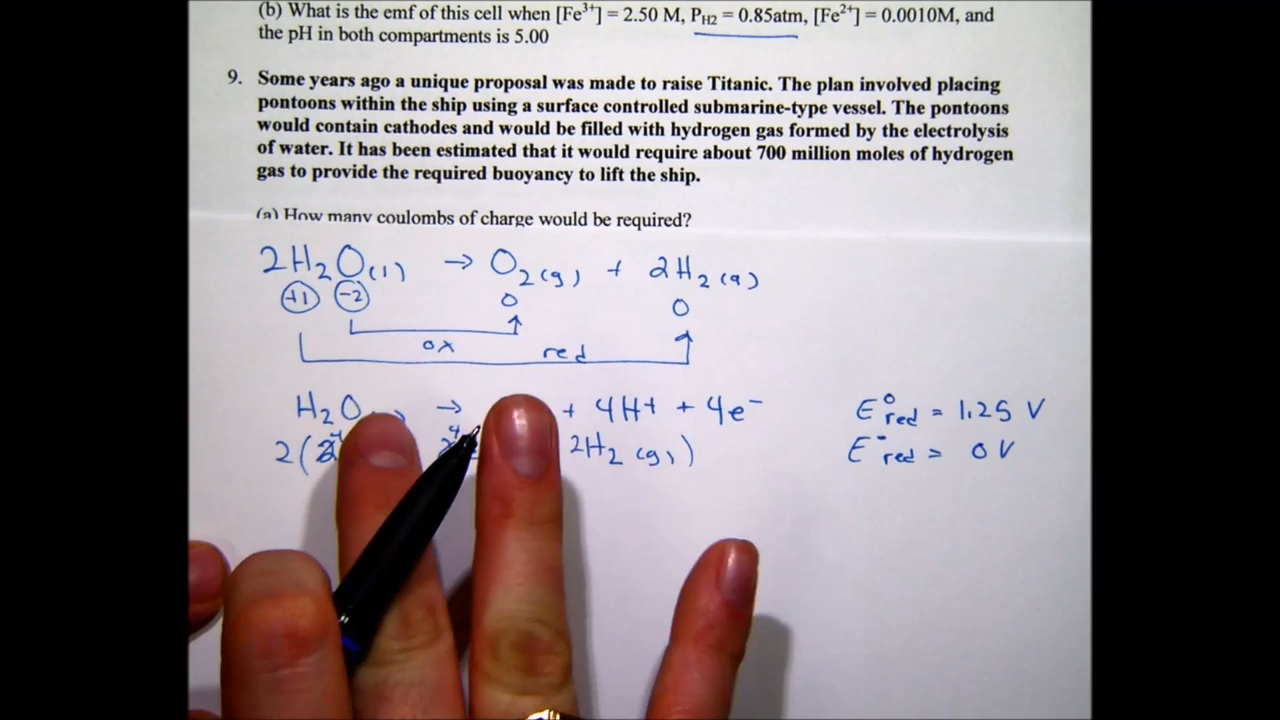 (b) What is the emf of this cell when [Fe³⁺] = 2.50 M, P_H2 = 0.85atm, [Fe²⁺] = 0.0010M, and
the pH in both compartments is 5.00
9. Some years ago a unique proposal was made to raise Titanic. The plan involved placing
pontoons within the ship using a surface controlled submarine-type vessel. The pontoons
would contain cathodes and would be filled with hydrogen gas formed by the electrolysis
of water. It has been estimated that it would require about 700 million moles of hydrogen
gas to provide the required buoyancy to lift the ship.
(a) How many coulombs of charge would be required?
2H₂O(l) → O₂(g) + 2H₂(g)
+1 -2 0 0
ox red
H₂O → + 4H⁺ + 4e⁻ E°red = 1.25 V
2( 4 4 2H₂(g)) E°red = 0 V